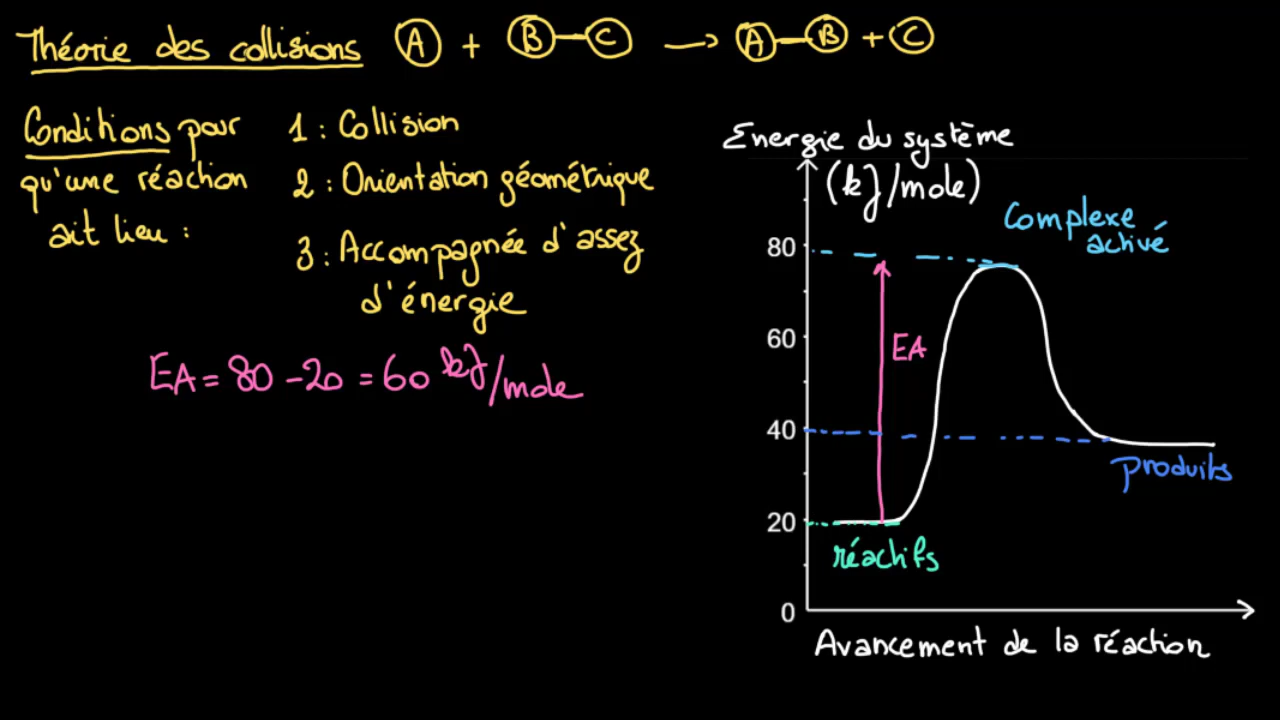 Théorie des collisions A + B-C → A-B + C
Conditions pour
qu'une réaction
ait lieu :
1 : Collision
2 : Orientation géométrique
3 : Accompagnée d'assez
d'énergie
EA = 80 - 20 = 60 kJ/mole
Energie du système
(kJ/mole)
Complexe
activé
80
60
40
20
0
EA
produits
réactifs
Avancement de la réaction